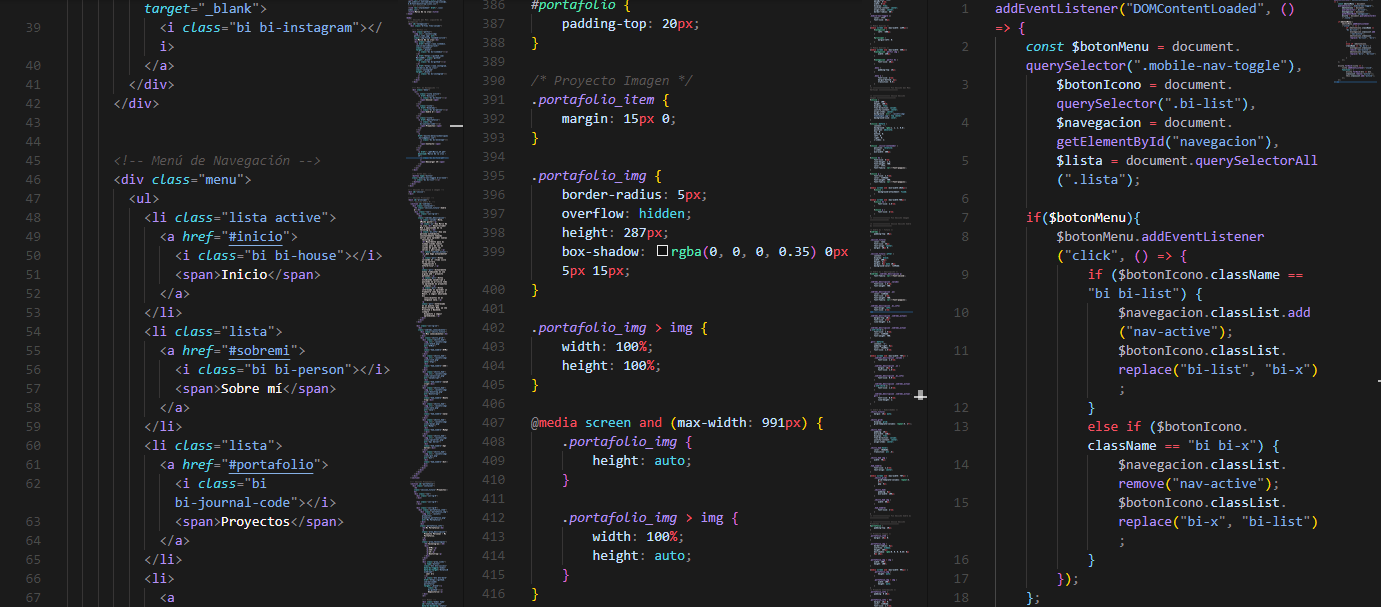 target="_blank">
39 <i class="bi bi-instagram"></
i>
40 </a>
41 </div>
42 </div>
43
44
45 <!-- Menú de Navegación -->
46 <div class="menu">
47 <ul>
48 <li class="lista active">
49 <a href="#inicio">
50 <i class="bi bi-house"></i>
51 <span>Inicio</span>
52 </a>
53 </li>
54 <li class="lista">
55 <a href="#sobremi">
56 <i class="bi bi-person"></i>
57 <span>Sobre mí</span>
58 </a>
59 </li>
60 <li class="lista">
61 <a href="#portafolio">
62 <i class="bi
bi-journal-code"></i>
63 <span>Proyectos</span>
64 </a>
65 </li>
66 <li>
67 <a
386 #portafolio {
387 padding-top: 20px;
388 }
389
390 /* Proyecto Imagen */
391 .portafolio_item {
392 margin: 15px 0;
393 }
394
395 .portafolio_img {
396 border-radius: 5px;
397 overflow: hidden;
398 height: 287px;
399 box-shadow: rgba(0, 0, 0, 0.35) 0px
5px 15px;
400 }
401
402 .portafolio_img > img {
403 width: 100%;
404 height: 100%;
405 }
406
407 @media screen and (max-width: 991px) {
408 .portafolio_img {
409 height: auto;
410 }
411
412 .portafolio_img > img {
413 width: 100%;
414 height: auto;
415 }
416 }
1 addEventListener("DOMContentLoaded", ()
=> {
2 const $botonMenu = document.
querySelector(".mobile-nav-toggle"),
3 $botonIcono = document.
querySelector(".bi-list"),
4 $navegacion = document.
getElementById("navegacion"),
5 $lista = document.querySelectorAll
(".lista");
6
7 if($botonMenu){
8 $botonMenu.addEventListener
("click", () => {
9 if ($botonIcono.className ==
"bi bi-list") {
10 $navegacion.classList.add
("nav-active");
11 $botonIcono.classList.
replace("bi-list", "bi-x")
;
12 }
13 else if ($botonIcono.
className == "bi bi-x") {
14 $navegacion.classList.
remove("nav-active");
15 $botonIcono.classList.
replace("bi-x", "bi-list")
;
16 }
17 });
18 };